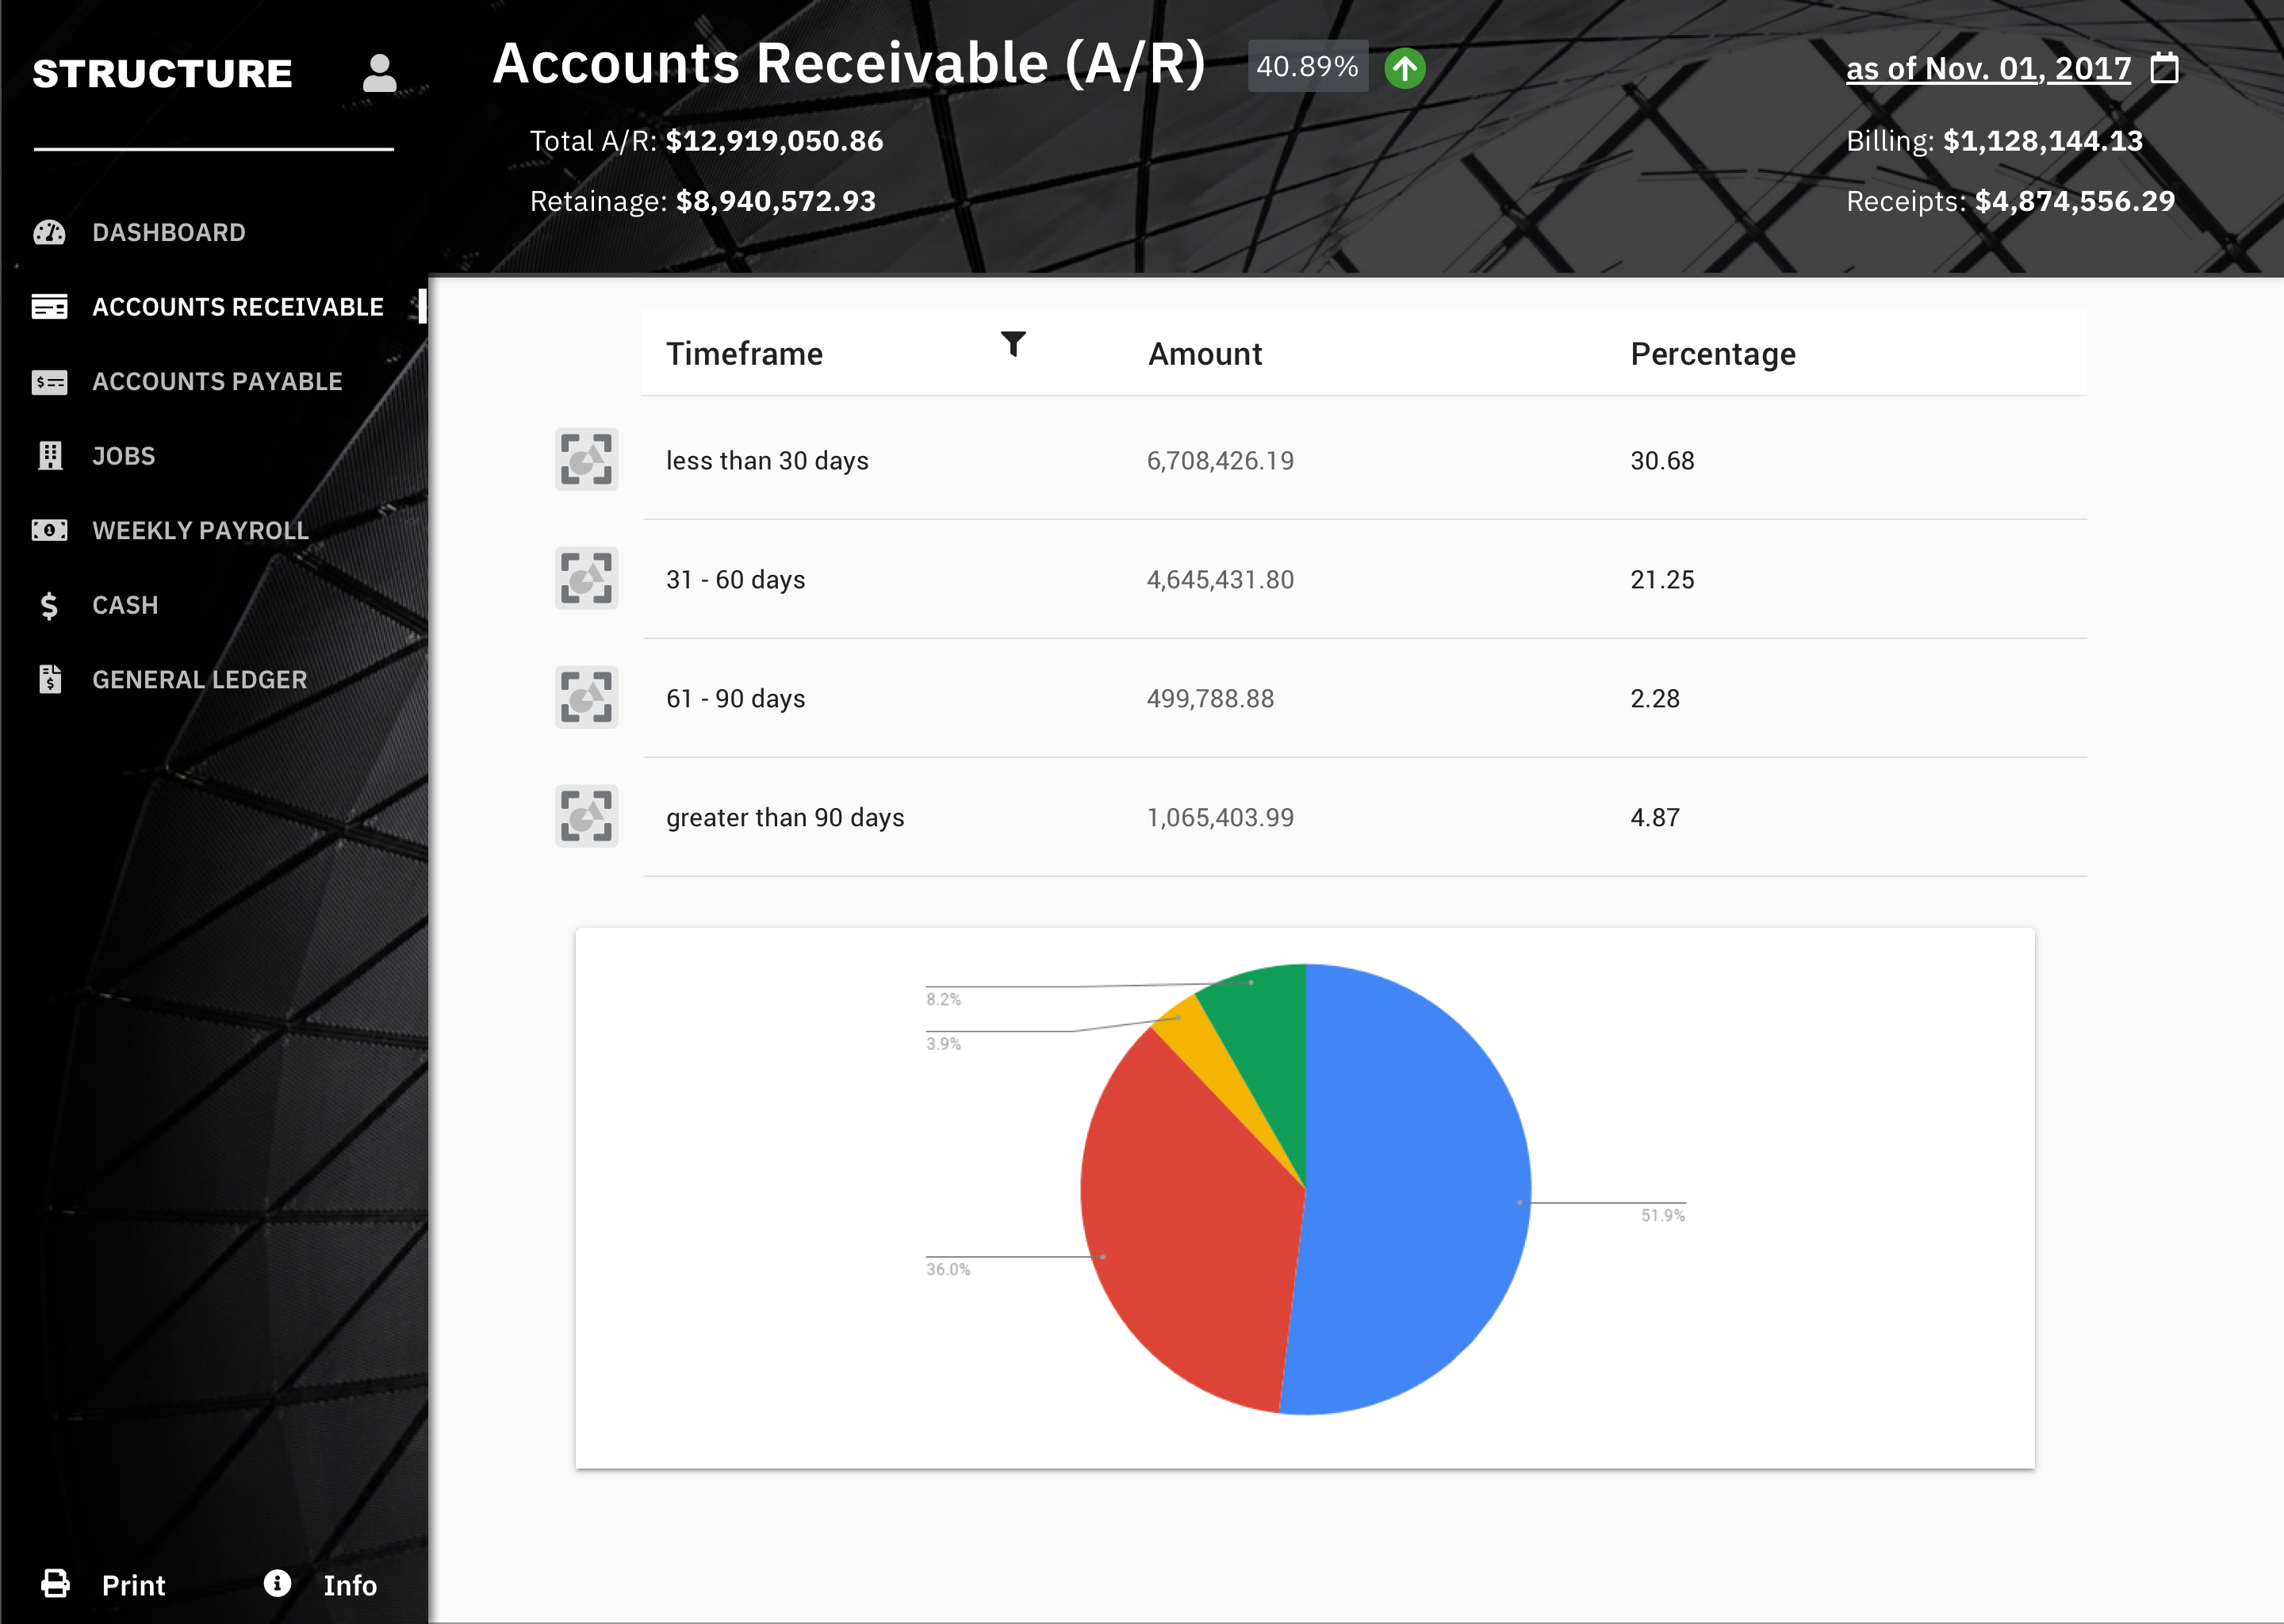 STRUCTURE
DASHBOARD
ACCOUNTS RECEIVABLE
ACCOUNTS PAYABLE
JOBS
WEEKLY PAYROLL
CASH
GENERAL LEDGER
Print Info
Accounts Receivable (A/R) 40.89%
Total A/R: $12,919,050.86
Retainage: $8,940,572.93
as of Nov. 01, 2017
Billing: $1,128,144.13
Receipts: $4,874,556.29
Timeframe Amount Percentage
less than 30 days 6,708,426.19 30.68
31 - 60 days 4,645,431.80 21.25
61 - 90 days 499,788.88 2.28
greater than 90 days 1,065,403.99 4.87
8.2%
3.9%
51.9%
36.0%